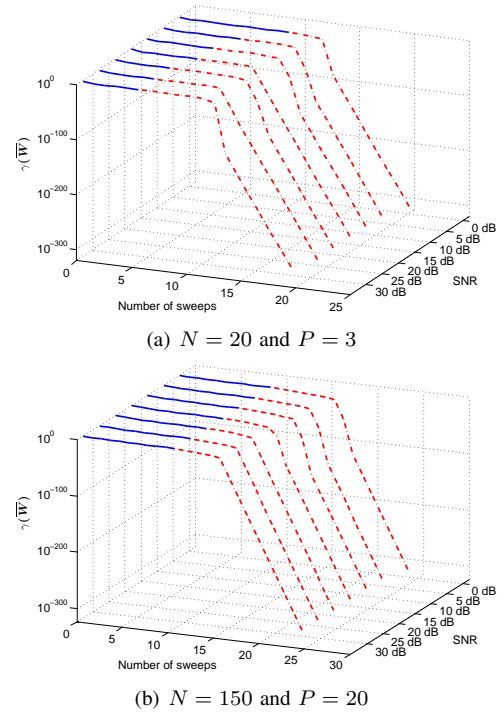 10^0
10^-100
10^-200
10^-300
γ(W̅)
0
5
10
15
20
25
Number of sweeps
0 dB
5 dB
10 dB
15 dB
20 dB
25 dB
30 dB
SNR
(a) N = 20 and P = 3
10^0
10^-100
10^-200
10^-300
γ(W̅)
0
5
10
15
20
25
30
Number of sweeps
0 dB
5 dB
10 dB
15 dB
20 dB
25 dB
30 dB
SNR
(b) N = 150 and P = 20